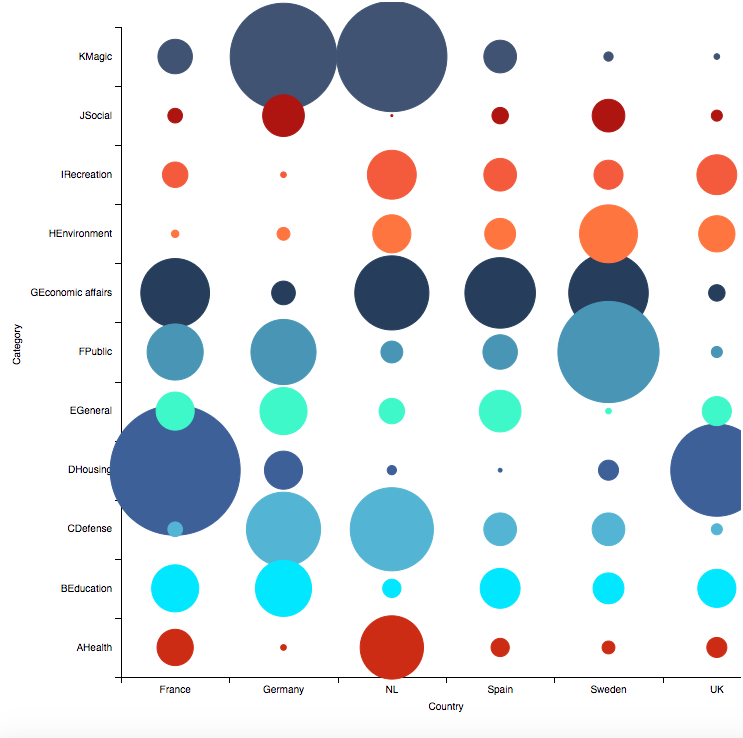 KMagic
JSocial
IRecreation
HEnvironment
GEconomic affairs
FPublic
EGeneral
DHousing
CDefense
BEducation
AHealth
Category
France Germany NL Spain Sweden UK
Country